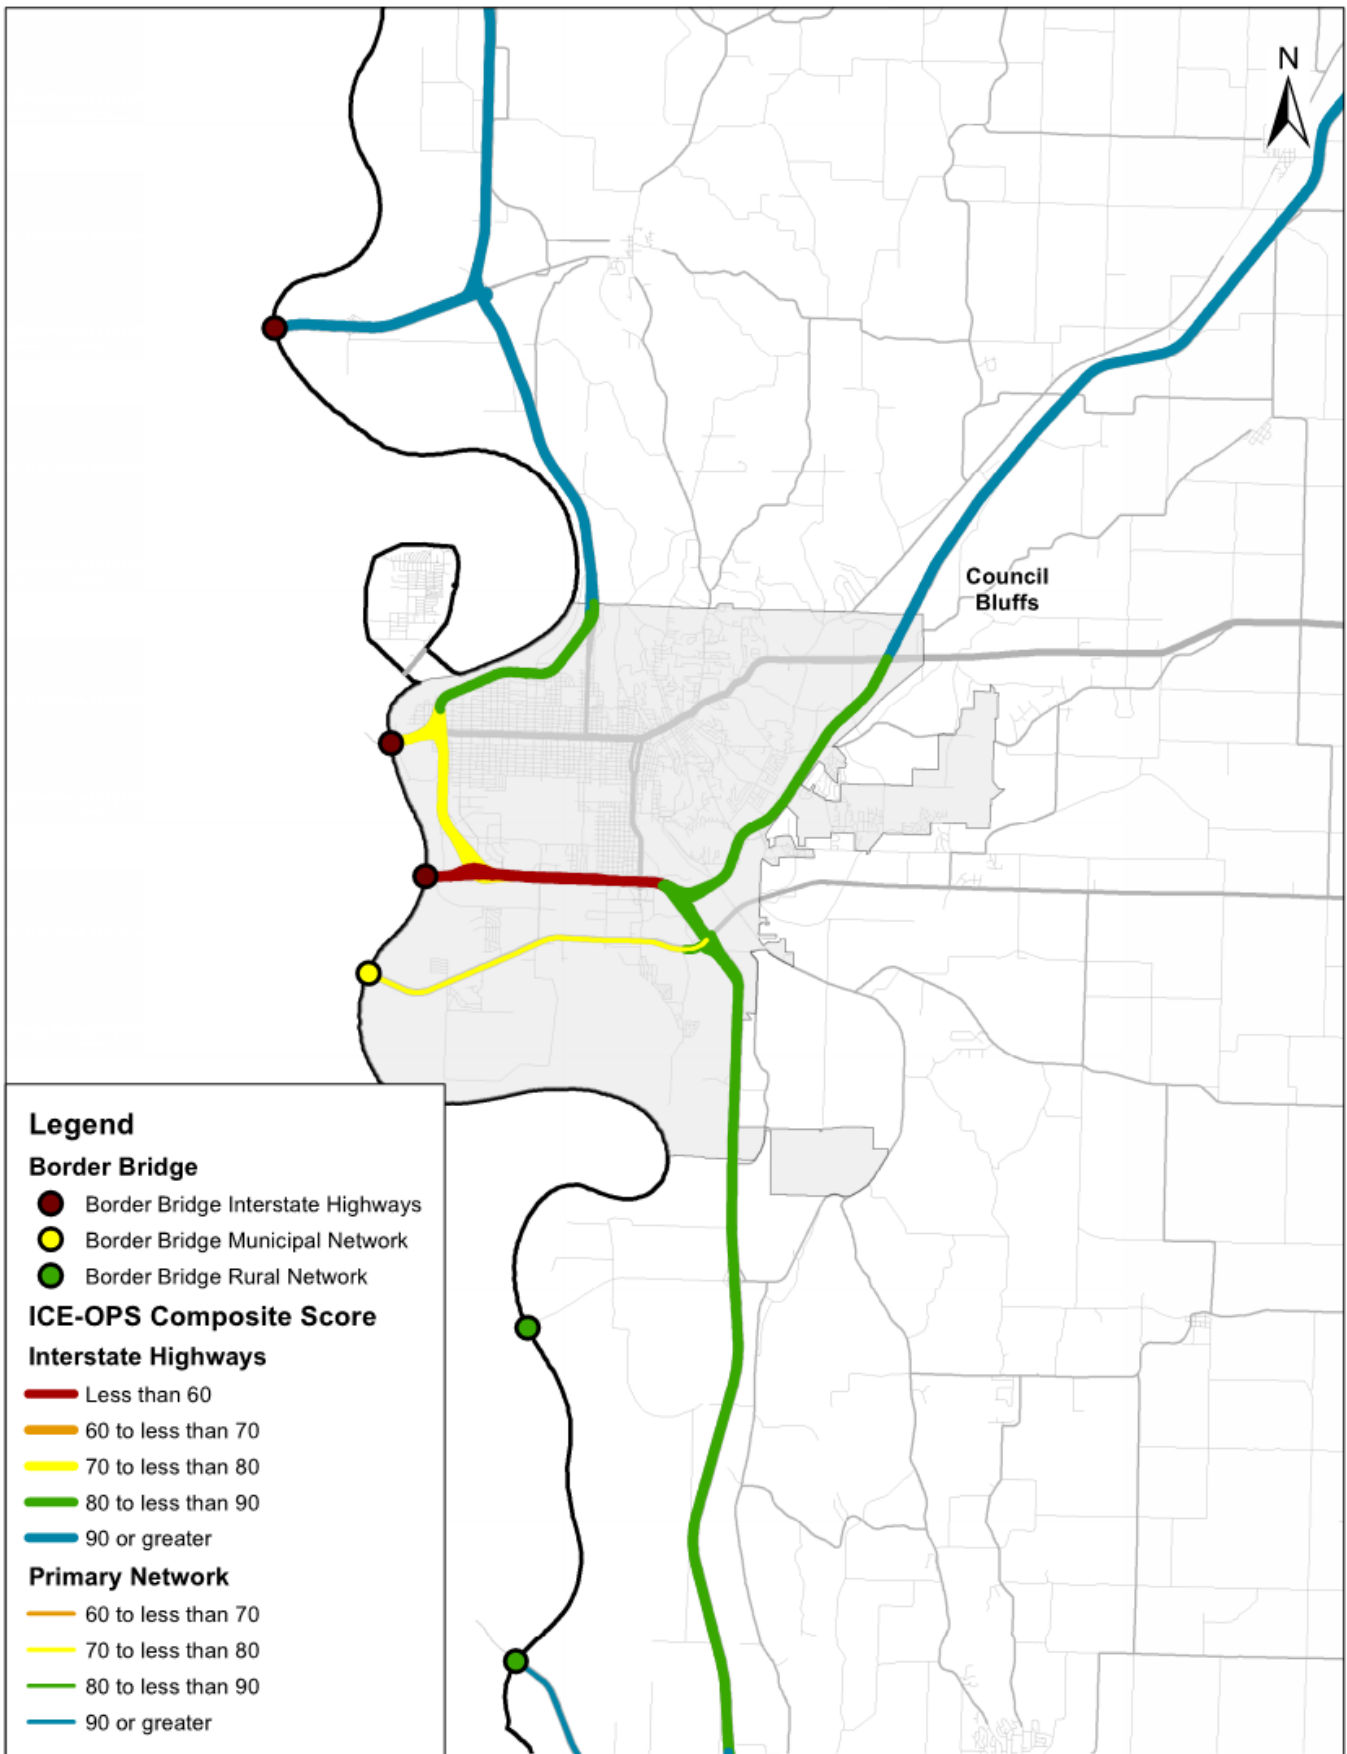 N
Council
Bluffs
Legend
Border Bridge
Border Bridge Interstate Highways
Border Bridge Municipal Network
Border Bridge Rural Network
ICE-OPS Composite Score
Interstate Highways
Less than 60
60 to less than 70
70 to less than 80
80 to less than 90
90 or greater
Primary Network
60 to less than 70
70 to less than 80
80 to less than 90
90 or greater